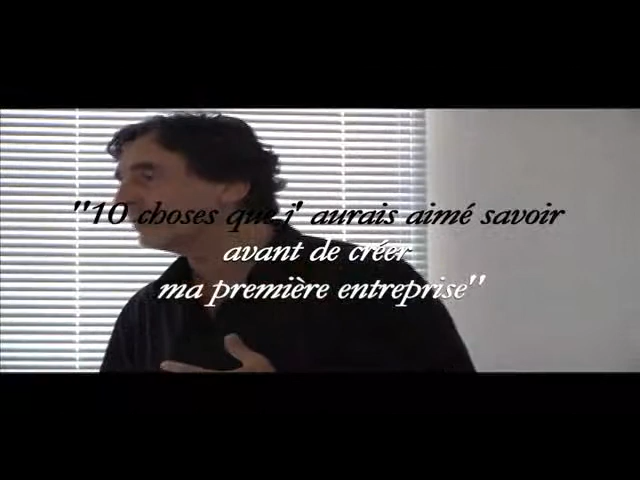 "10 choses que j' aurais aimé savoir
avant de créer
ma première entreprise"